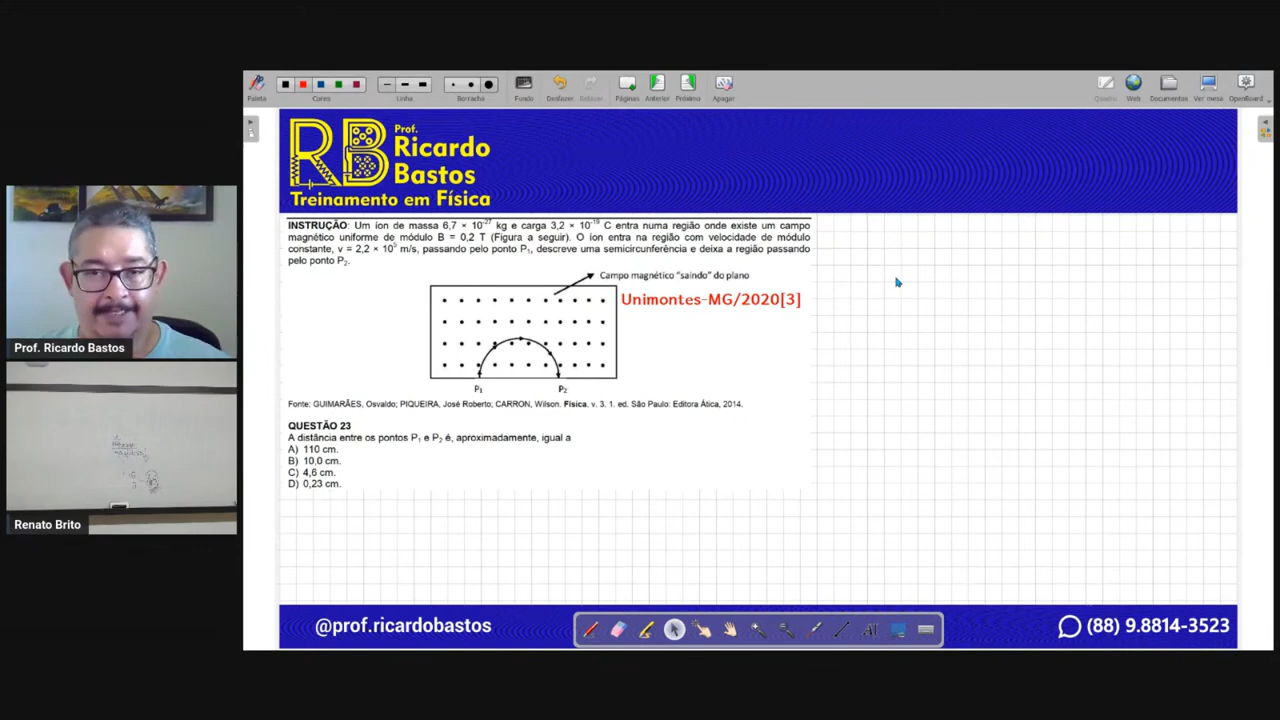 Paleta
Cores
Linha
Borracha
Fundo
Desfazer
Refazer
Páginas
Anterior
Próximo
Apagar
Quadro
Web
Documentos
Ver mesa
OpenBoard
RB
Prof.
Ricardo
Bastos
Treinamento em Física
INSTRUÇÃO: Um íon de massa 6,7 × 10⁻²⁷ kg e carga 3,2 × 10⁻¹⁹ C entra numa região onde existe um campo
magnético uniforme de módulo B = 0,2 T (Figura a seguir). O íon entra na região com velocidade de módulo
constante, v = 2,2 × 10⁵ m/s, passando pelo ponto P₁, descreve uma semicircunferência e deixa a região passando
pelo ponto P₂.
Campo magnético “saindo” do plano
Unimontes-MG/2020[3]
P₁
P₂
Fonte: GUIMARÃES, Osvaldo; PIQUEIRA, José Roberto; CARRON, Wilson. Física. v. 3. 1. ed. São Paulo: Editora Ática, 2014.
QUESTÃO 23
A distância entre os pontos P₁ e P₂ é, aproximadamente, igual a
A) 110 cm.
B) 10,0 cm.
C) 4,6 cm.
D) 0,23 cm.
Prof. Ricardo Bastos
Renato Brito
@prof.ricardobastos
(88) 9.8814-3523